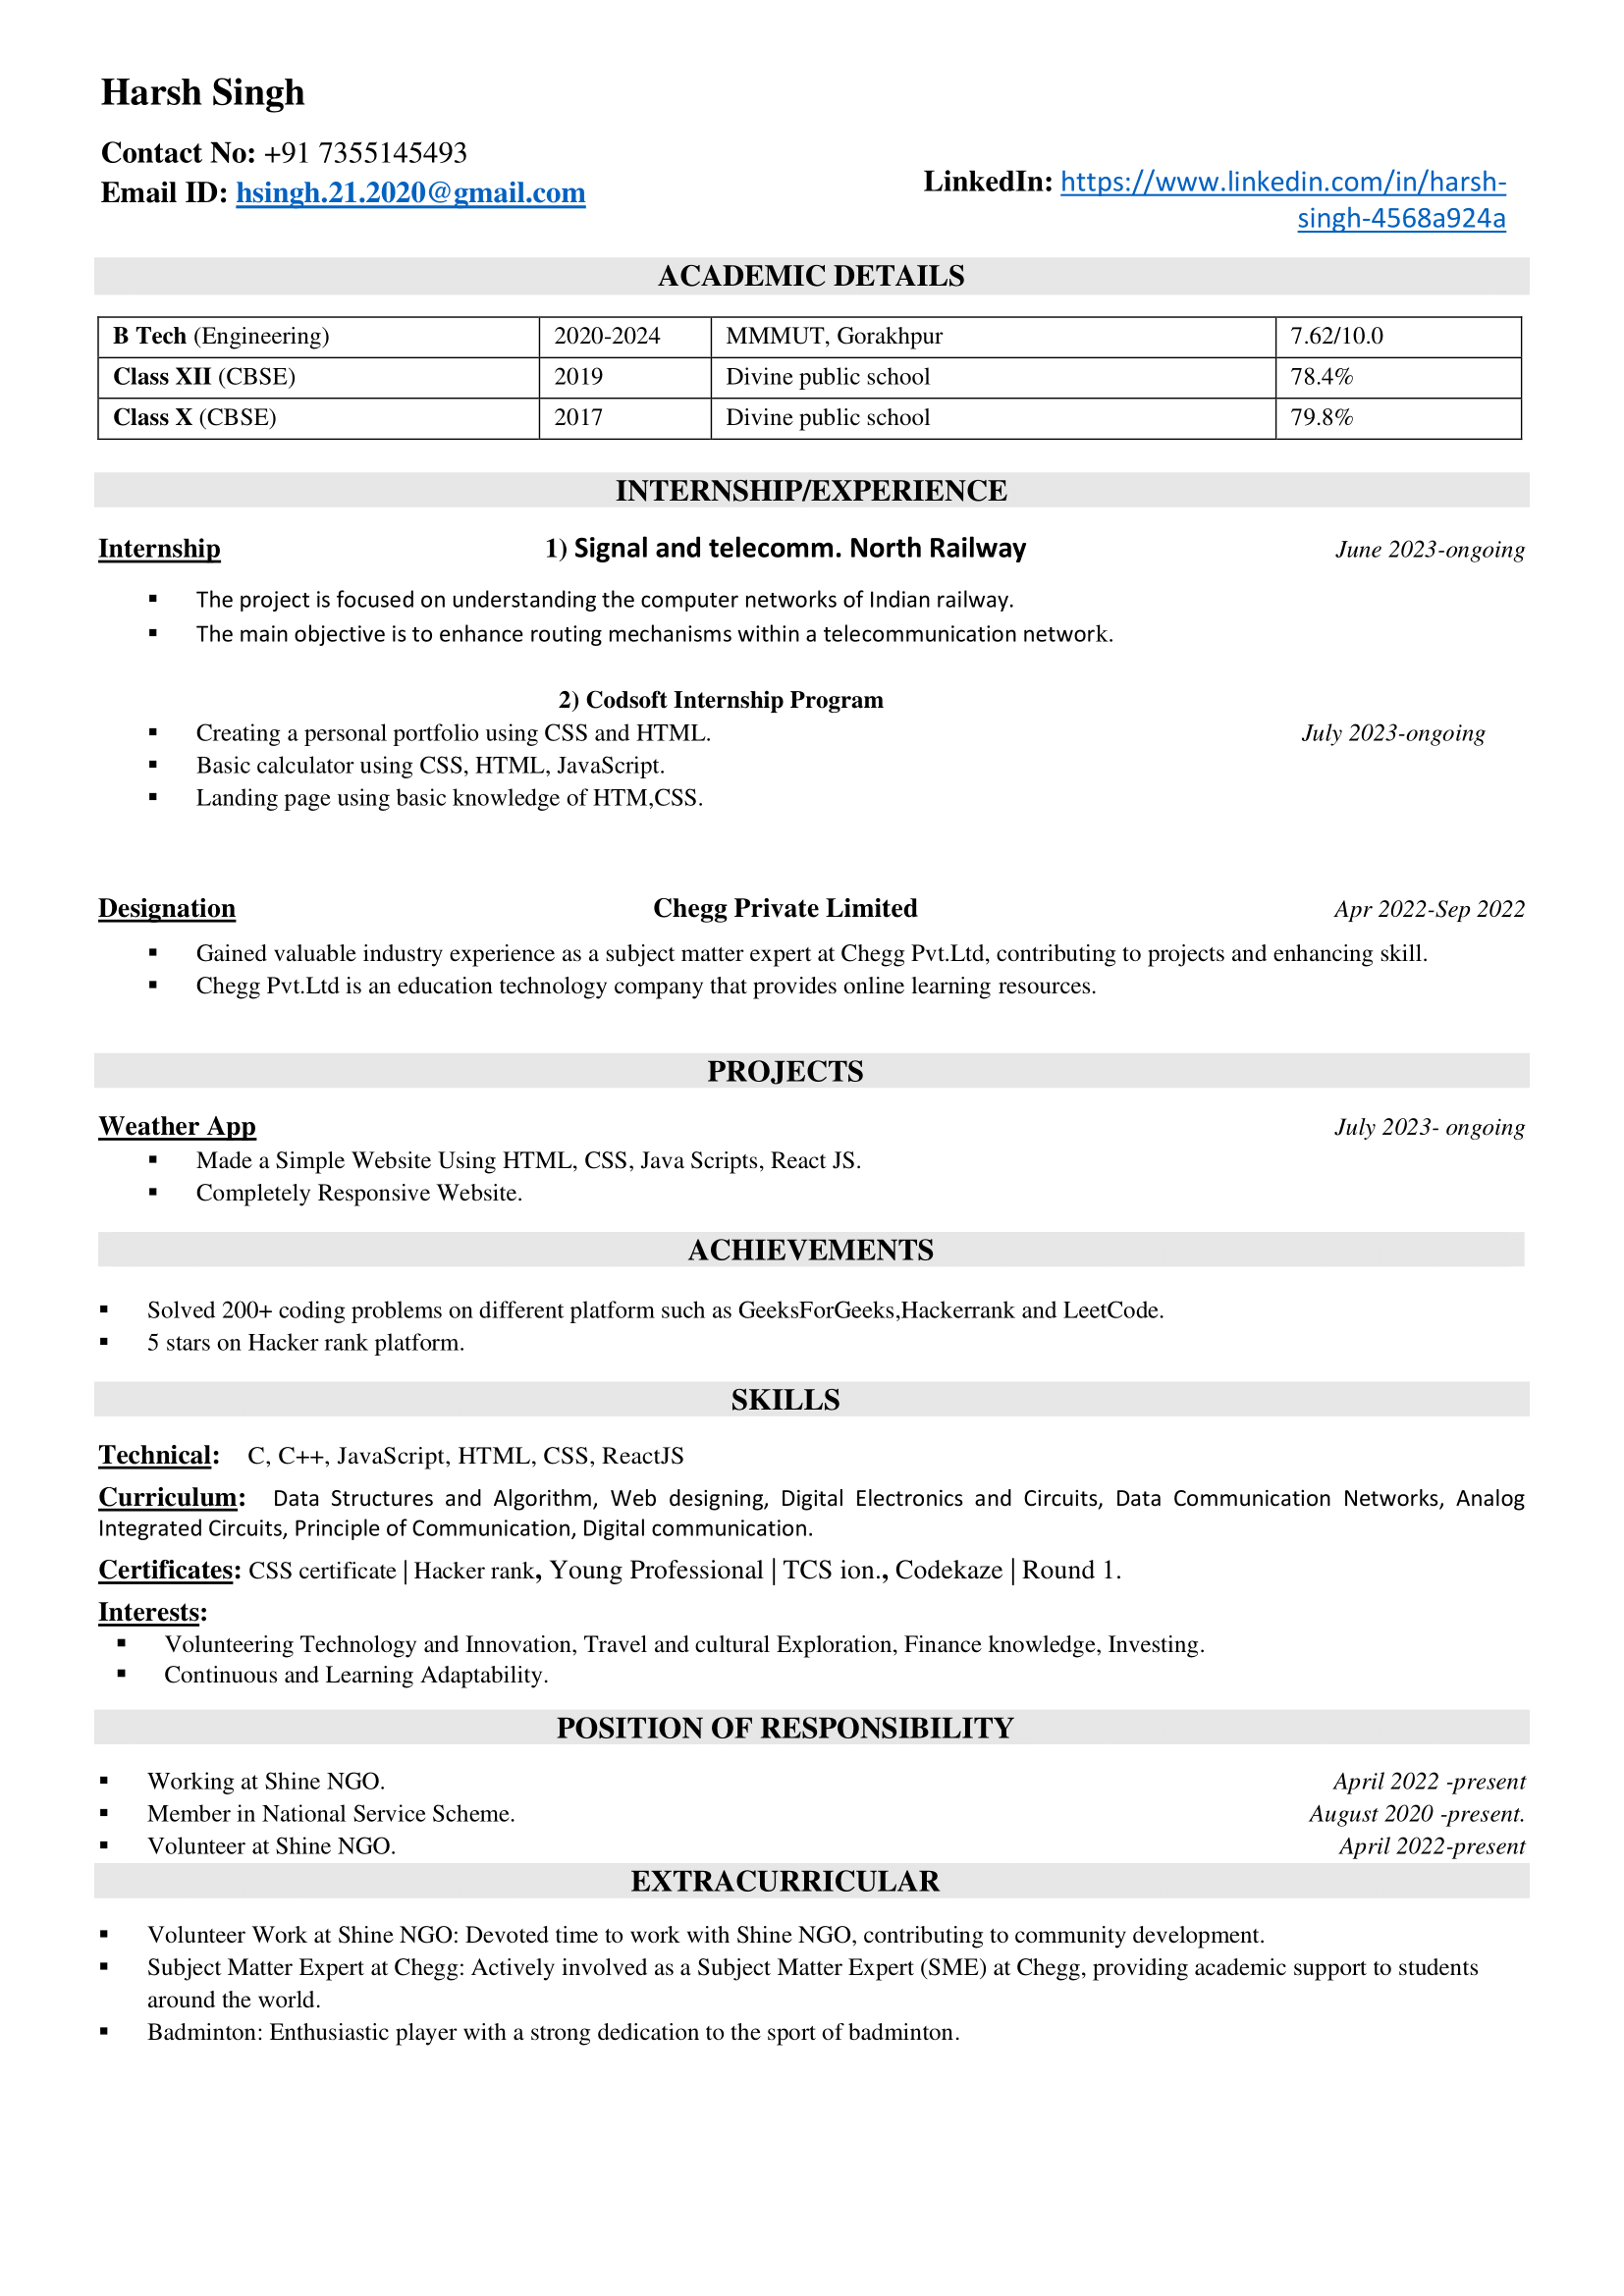 Harsh Singh
Contact No: +91 7355145493
Email ID: hsingh.21.2020@gmail.com
LinkedIn: https://www.linkedin.com/in/harsh-
singh-4568a924a
ACADEMIC DETAILS
B Tech (Engineering) 2020-2024 MMMUT, Gorakhpur 7.62/10.0
Class XII (CBSE) 2019 Divine public school 78.4%
Class X (CBSE) 2017 Divine public school 79.8%
INTERNSHIP/EXPERIENCE
Internship 1) Signal and telecomm. North Railway June 2023-ongoing
▪ The project is focused on understanding the computer networks of Indian railway.
▪ The main objective is to enhance routing mechanisms within a telecommunication network.
2) Codsoft Internship Program
▪ Creating a personal portfolio using CSS and HTML. July 2023-ongoing
▪ Basic calculator using CSS, HTML, JavaScript.
▪ Landing page using basic knowledge of HTM,CSS.
Designation Chegg Private Limited Apr 2022-Sep 2022
▪ Gained valuable industry experience as a subject matter expert at Chegg Pvt.Ltd, contributing to projects and enhancing skill.
▪ Chegg Pvt.Ltd is an education technology company that provides online learning resources.
PROJECTS
Weather App July 2023- ongoing
▪ Made a Simple Website Using HTML, CSS, Java Scripts, React JS.
▪ Completely Responsive Website.
ACHIEVEMENTS
▪ Solved 200+ coding problems on different platform such as GeeksForGeeks,Hackerrank and LeetCode.
▪ 5 stars on Hacker rank platform.
SKILLS
Technical: C, C++, JavaScript, HTML, CSS, ReactJS
Curriculum: Data Structures and Algorithm, Web designing, Digital Electronics and Circuits, Data Communication Networks, Analog
Integrated Circuits, Principle of Communication, Digital communication.
Certificates: CSS certificate | Hacker rank, Young Professional | TCS ion., Codekaze | Round 1.
Interests:
▪ Volunteering Technology and Innovation, Travel and cultural Exploration, Finance knowledge, Investing.
▪ Continuous and Learning Adaptability.
POSITION OF RESPONSIBILITY
▪ Working at Shine NGO. April 2022 -present
▪ Member in National Service Scheme. August 2020 -present.
▪ Volunteer at Shine NGO. April 2022-present
EXTRACURRICULAR
▪ Volunteer Work at Shine NGO: Devoted time to work with Shine NGO, contributing to community development.
▪ Subject Matter Expert at Chegg: Actively involved as a Subject Matter Expert (SME) at Chegg, providing academic support to students
around the world.
▪ Badminton: Enthusiastic player with a strong dedication to the sport of badminton.